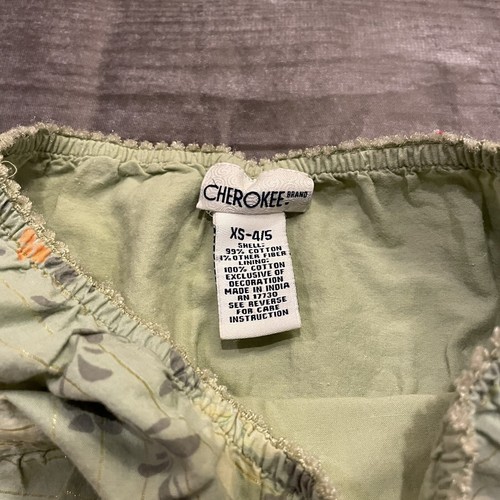 CHEROKEE BRAND
XS-4/5
SHELL:
99% COTTON
1% OTHER FIBER
LINING:
100% COTTON
EXCLUSIVE OF
DECORATION
MADE IN INDIA
RN 17730
SEE REVERSE
FOR CARE
INSTRUCTION